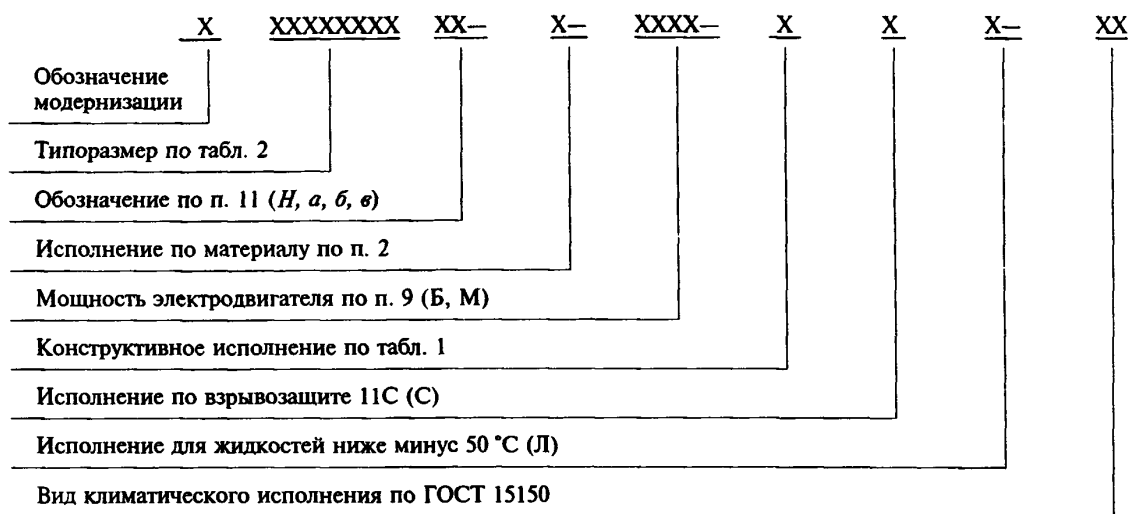 X XXXXXXXX XX– X– XXXX– X X X– XX
Обозначение
модернизации
Типоразмер по табл. 2
Обозначение по п. 11 (Н, а, б, в)
Исполнение по материалу по п. 2
Мощность электродвигателя по п. 9 (Б, М)
Конструктивное исполнение по табл. 1
Исполнение по взрывозащите 11С (С)
Исполнение для жидкостей ниже минус 50 °С (Л)
Вид климатического исполнения по ГОСТ 15150